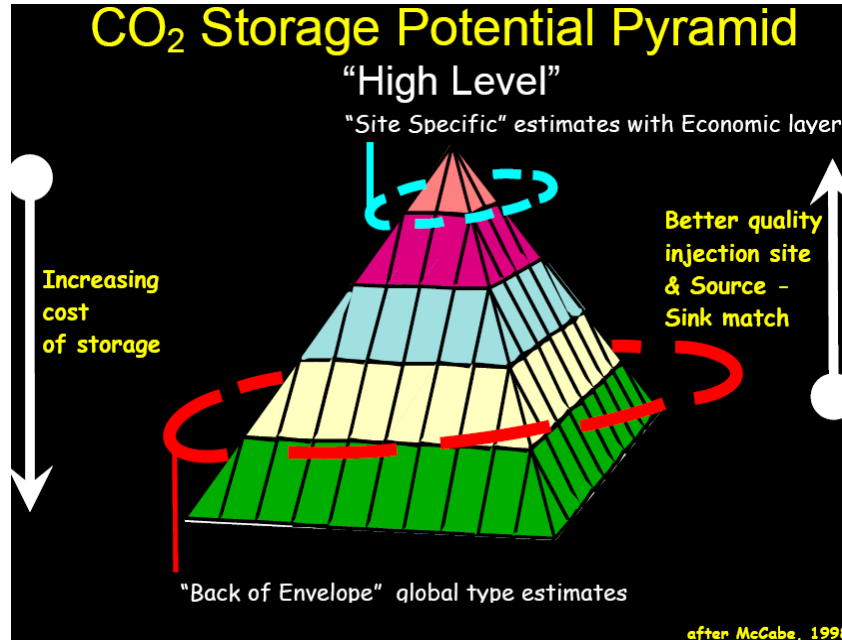 CO₂ Storage Potential Pyramid
“High Level”
“Site Specific” estimates with Economic layer
Increasing
cost
of storage
Better quality
injection site
& Source -
Sink match
“Back of Envelope” global type estimates
after McCabe,